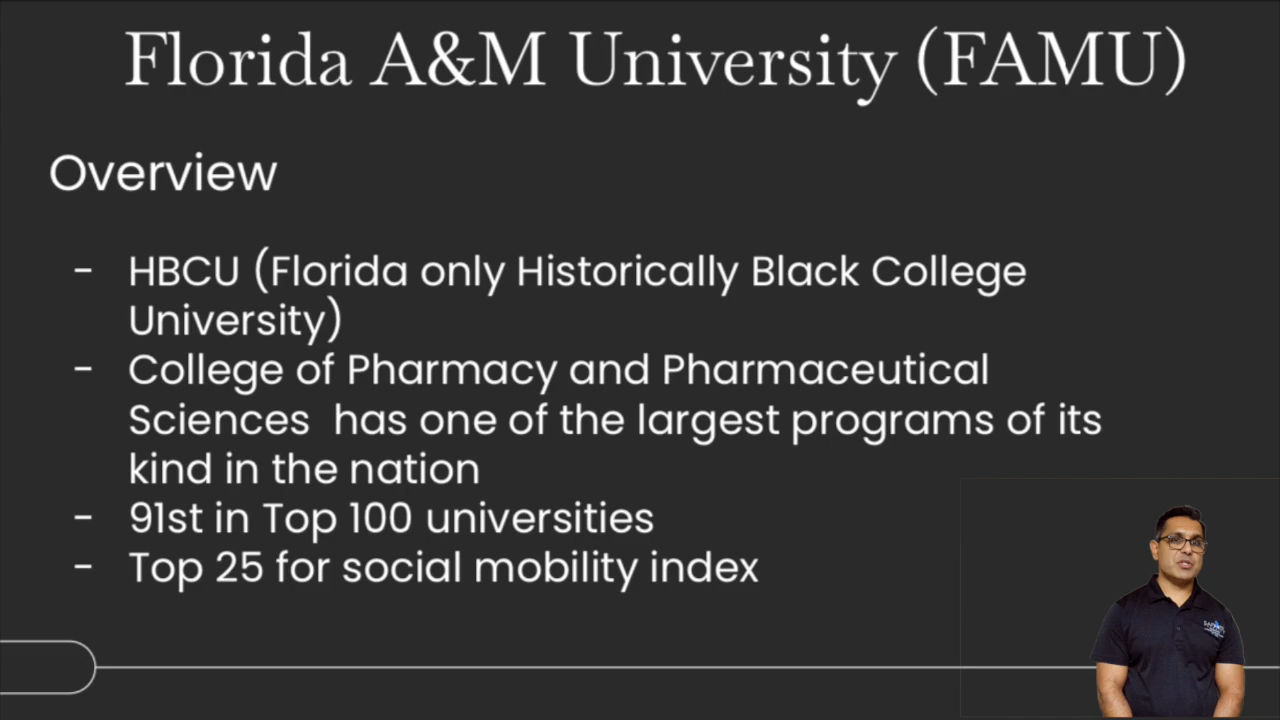 Florida A&M University (FAMU)
Overview
- HBCU (Florida only Historically Black College
University)
- College of Pharmacy and Pharmaceutical
Sciences  has one of the largest programs of its
kind in the nation
- 91st in Top 100 universities
- Top 25 for social mobility index